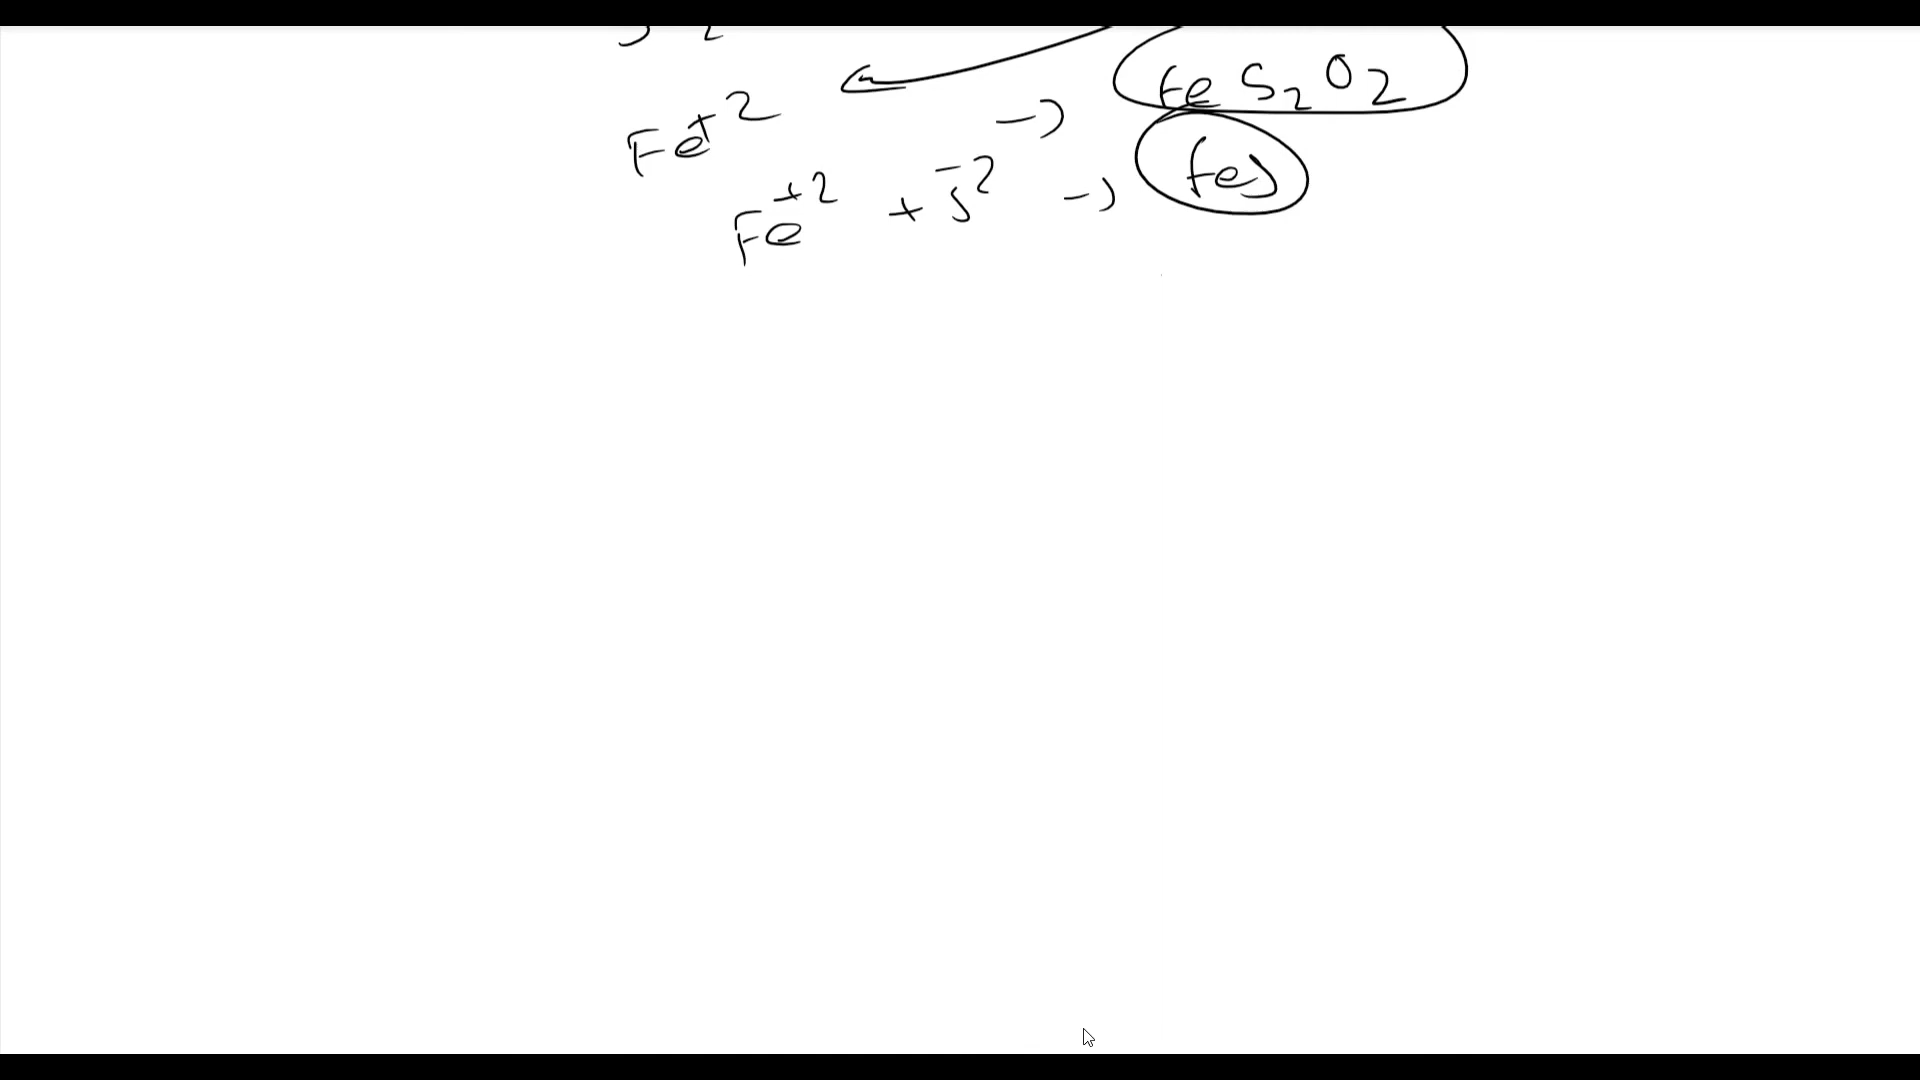 Fe+2 → FeS2O2
Fe+2 + S-2 → FeS